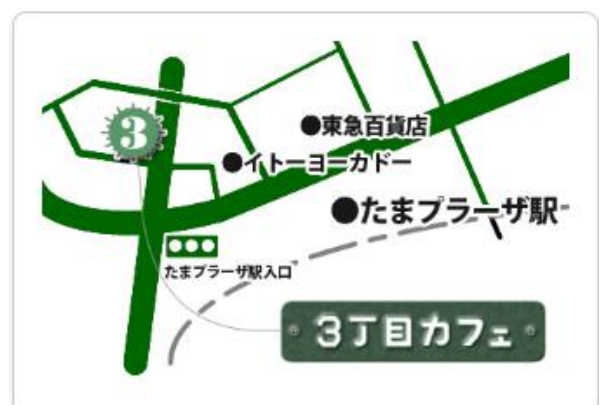 3
●東急百貨店
●イトーヨーカドー
●たまプラーザ駅
たまプラーザ駅入口
3丁目カフェ